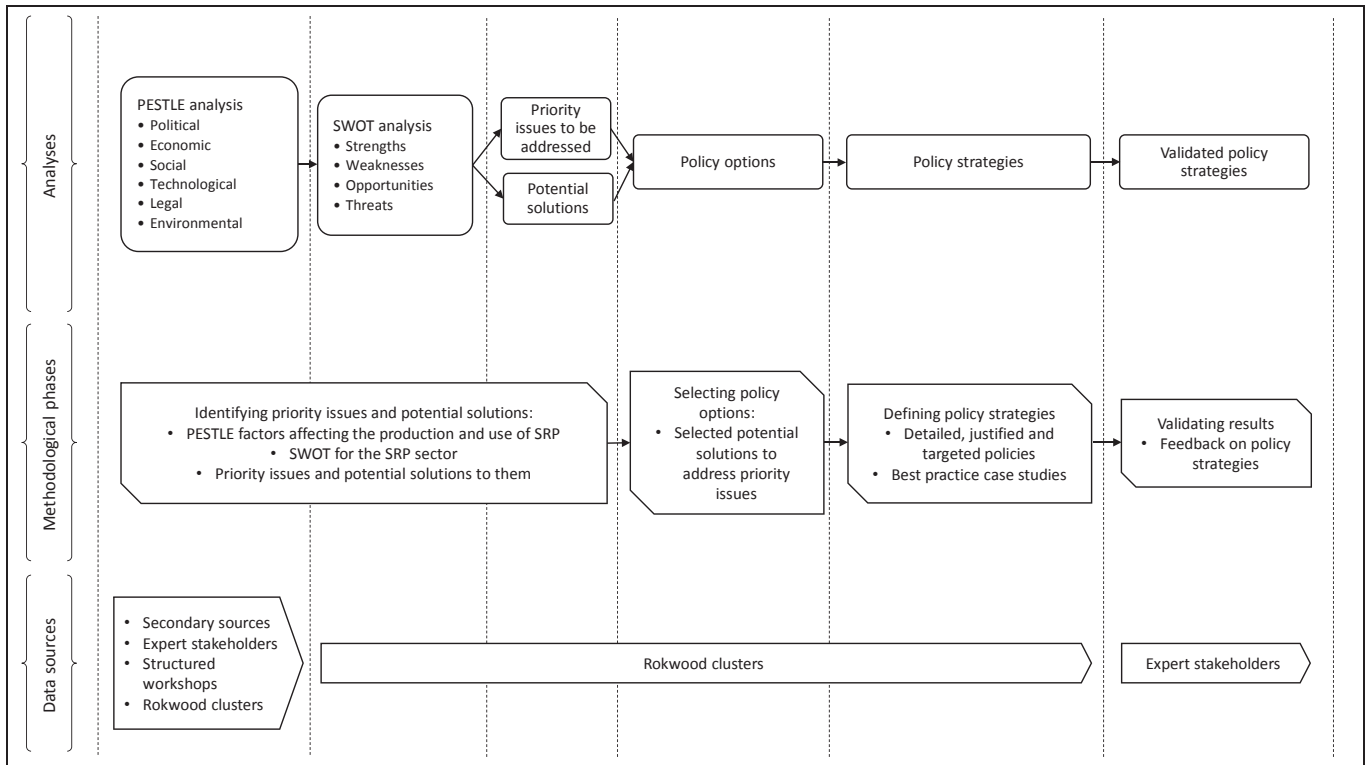 Analyses
PESTLE analysis
• Political
• Economic
• Social
• Technological
• Legal
• Environmental
SWOT analysis
• Strengths
• Weaknesses
• Opportunities
• Threats
Priority
issues to be
addressed
Potential
solutions
Policy options
Policy strategies
Validated policy
strategies
Methodological phases
Identifying priority issues and potential solutions:
• PESTLE factors affecting the production and use of SRP
• SWOT for the SRP sector
• Priority issues and potential solutions to them
Selecting policy
options:
• Selected potential
solutions to
address priority
issues
Defining policy strategies
• Detailed, justified and
targeted policies
• Best practice case studies
Validating results
• Feedback on policy
strategies
Data sources
• Secondary sources
• Expert stakeholders
• Structured
workshops
• Rokwood clusters
Rokwood clusters
Expert stakeholders